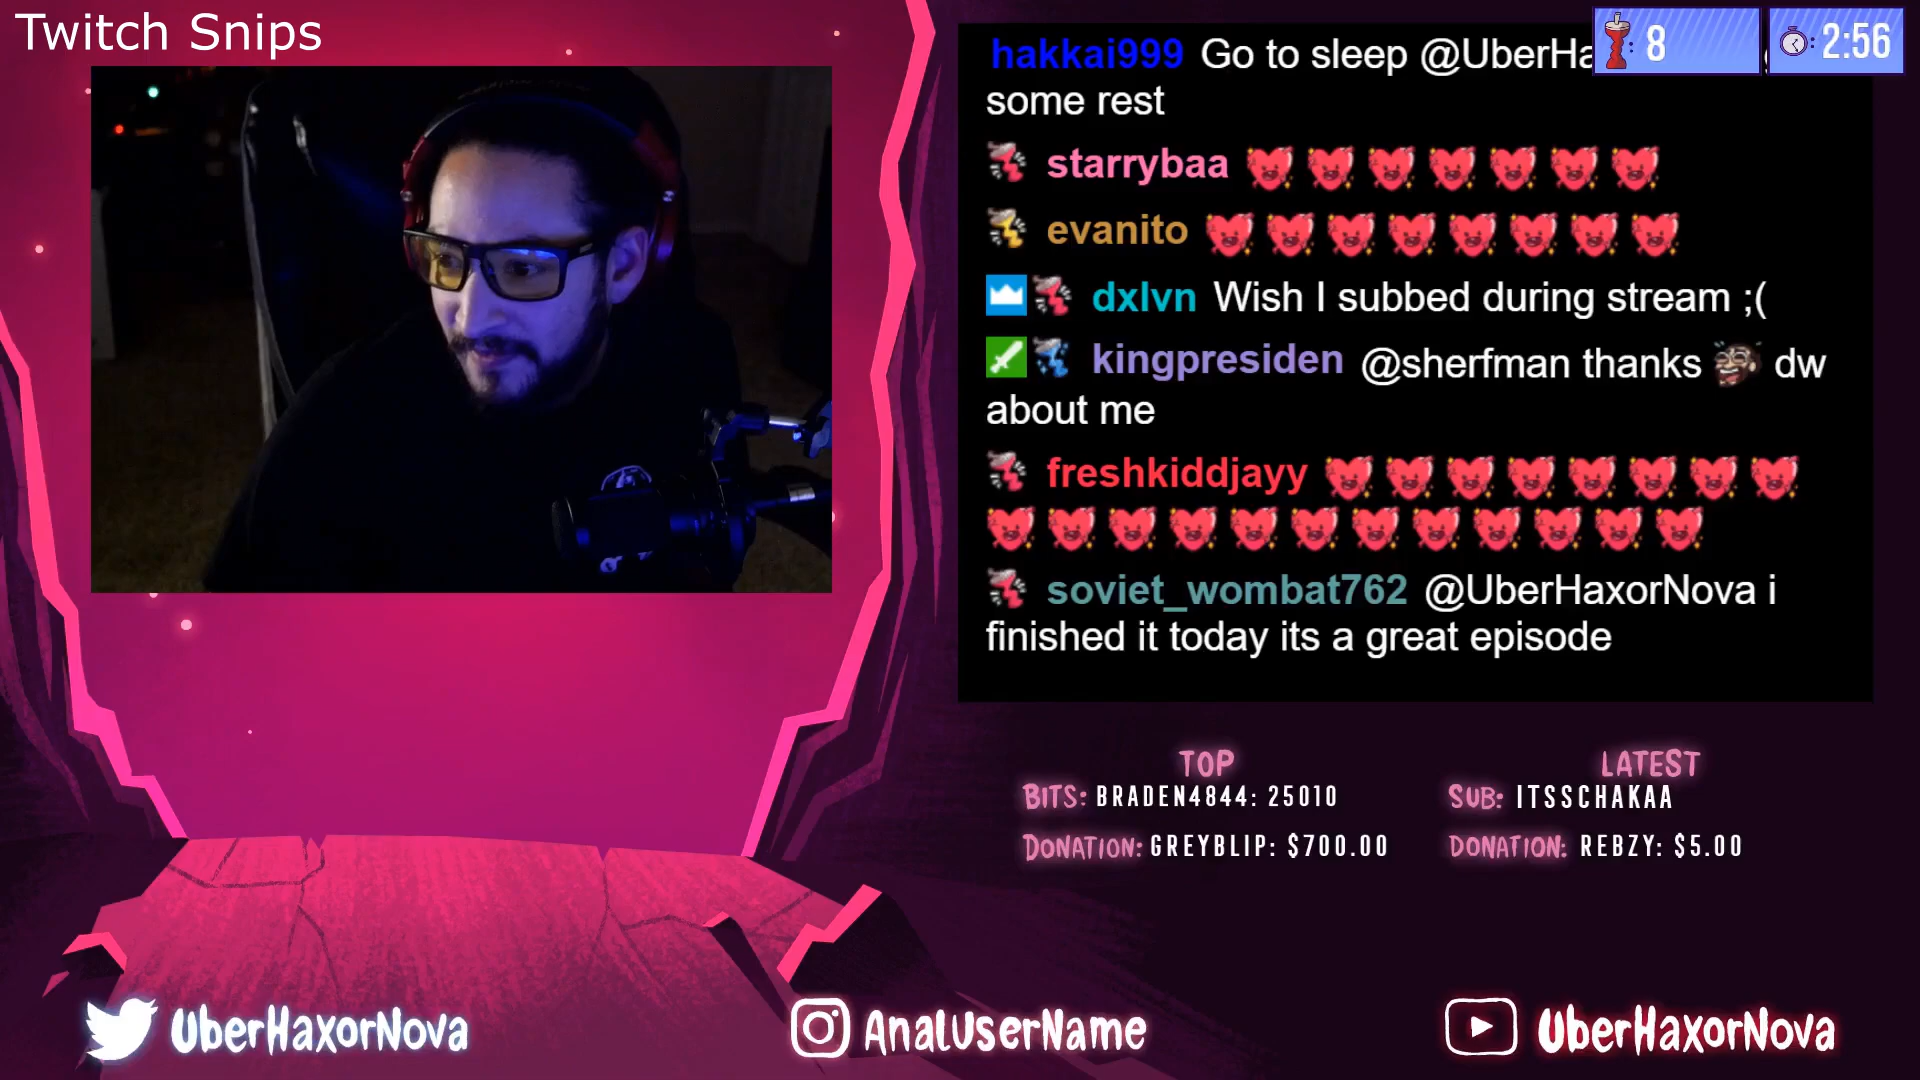 Twitch Snips
hakkai999 Go to sleep @UberHa
some rest
: 8
: 2:56
starrybaa
evanito
dxlvn Wish I subbed during stream ;(
kingpresiden @sherfman thanks dw
about me
freshkiddjayy
soviet_wombat762 @UberHaxorNova i
finished it today its a great episode
TOP
BITS: BRADEN4844: 25010
DONATION: GREYBLIP: $700.00
LATEST
SUB: ITSSCHAKAA
DONATION: REBZY: $5.00
UberHaxorNova
AnalUserName
UberHaxorNova